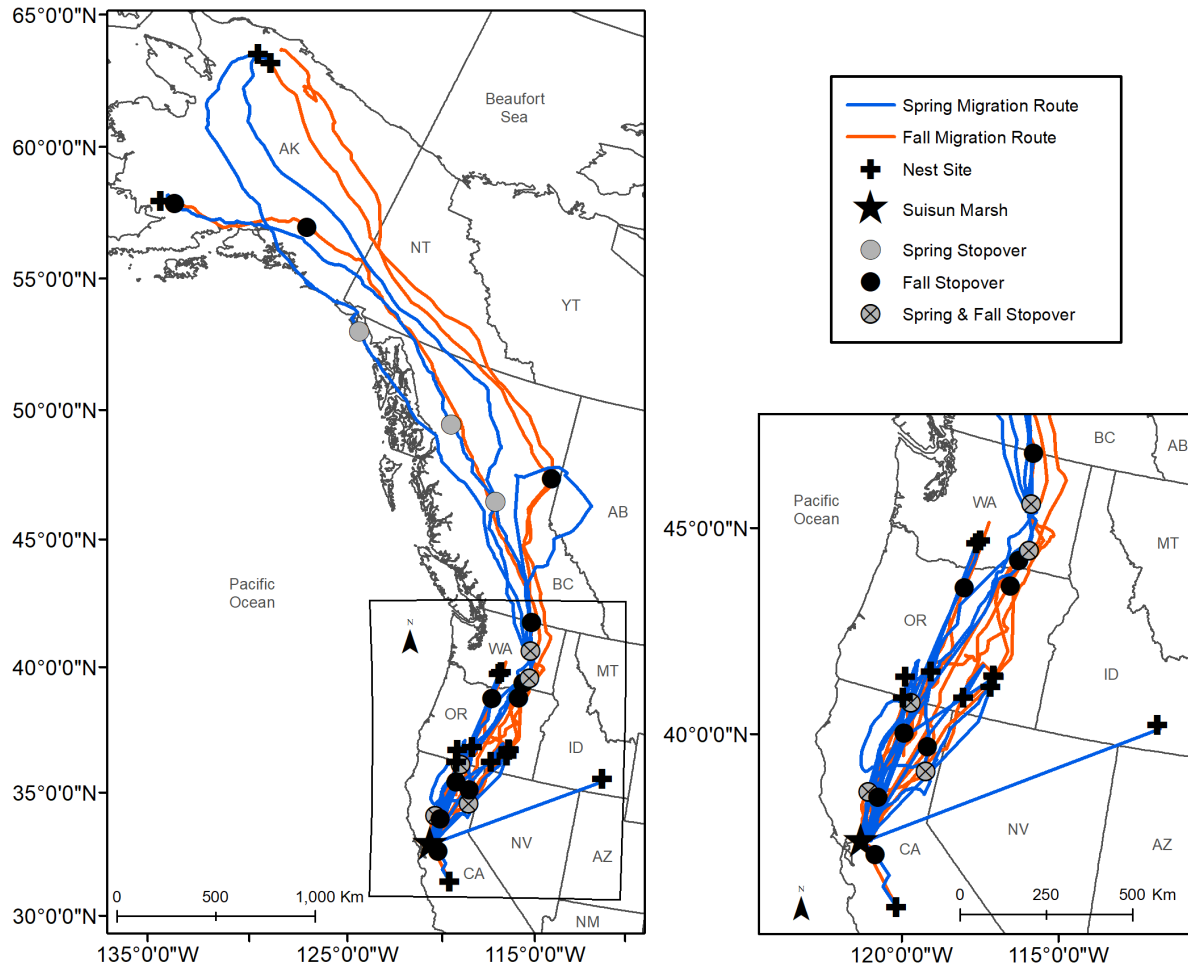 65°0'0"N
60°0'0"N
55°0'0"N
50°0'0"N
45°0'0"N
40°0'0"N
35°0'0"N
30°0'0"N
135°0'0"W
125°0'0"W
115°0'0"W
Beaufort
Sea
AK
NT
YT
AB
BC
Pacific
Ocean
N
WA
MT
OR
ID
NV
AZ
CA
NM
0
500
1,000 Km
Spring Migration Route
Fall Migration Route
Nest Site
Suisun Marsh
Spring Stopover
Fall Stopover
Spring & Fall Stopover
BC
AB
Pacific
Ocean
WA
MT
45°0'0"N
OR
ID
40°0'0"N
NV
CA
AZ
N
0
250
500 Km
120°0'0"W
115°0'0"W